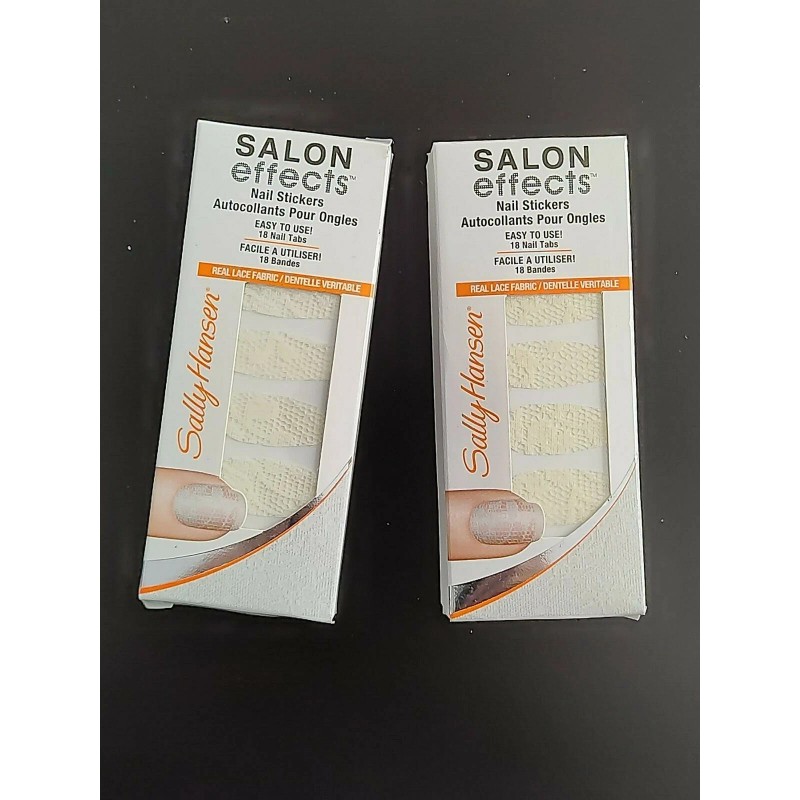 SALON
effects™
Nail Stickers
Autocollants Pour Ongles
EASY TO USE!
18 Nail Tabs
FACILE A UTILISER!
18 Bandes
REAL LACE FABRIC / DENTELLE VERITABLE
Sally Hansen®
SALON
effects™
Nail Stickers
Autocollants Pour Ongles
EASY TO USE!
18 Nail Tabs
FACILE A UTILISER!
18 Bandes
REAL LACE FABRIC / DENTELLE VERITABLE
Sally Hansen®